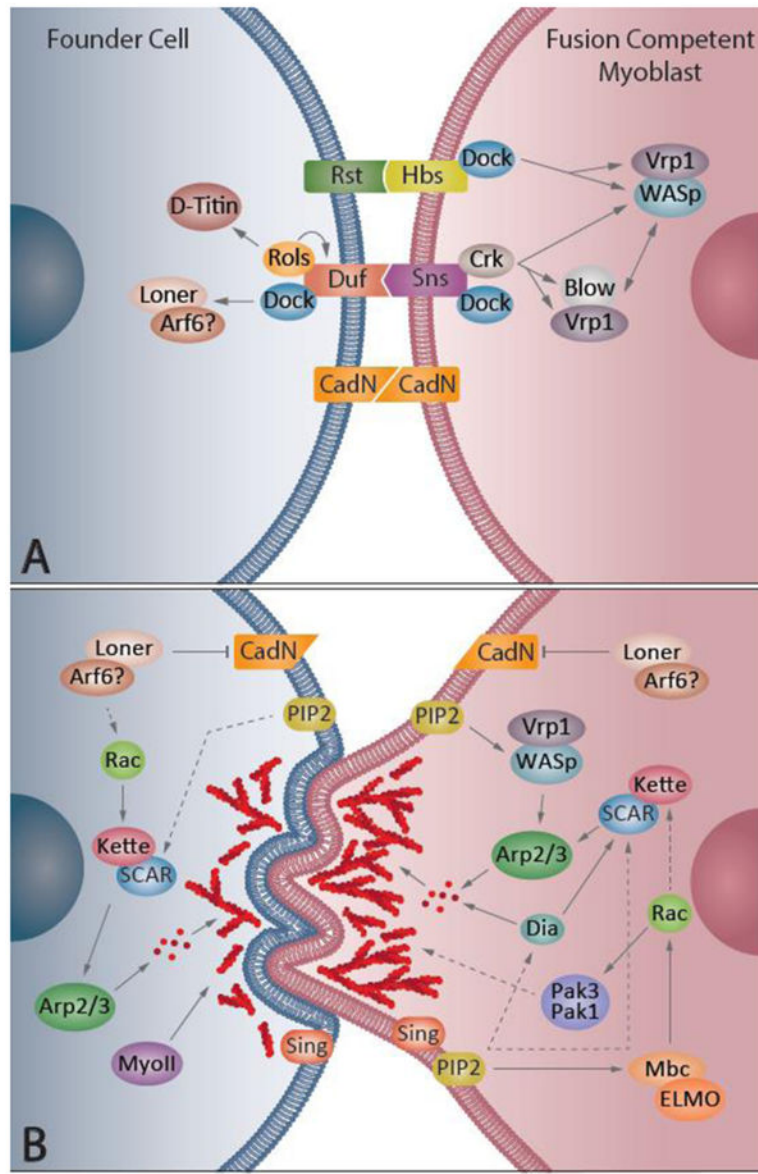 Founder Cell
Fusion Competent
Myoblast
Rst
Hbs
Dock
Vrp1
WASp
D-Titin
Rols
Duf
Sns
Crk
Loner
Arf6?
Dock
Dock
Blow
Vrp1
CadN
CadN
A
Loner
Arf6?
CadN
CadN
Loner
Arf6?
PIP2
PIP2
Vrp1
WASp
Rac
Kette
SCAR
Kette
SCAR
Arp2/3
Rac
Dia
Pak3
Pak1
Arp2/3
MyoII
Sing
Sing
PIP2
Mbc
ELMO
B